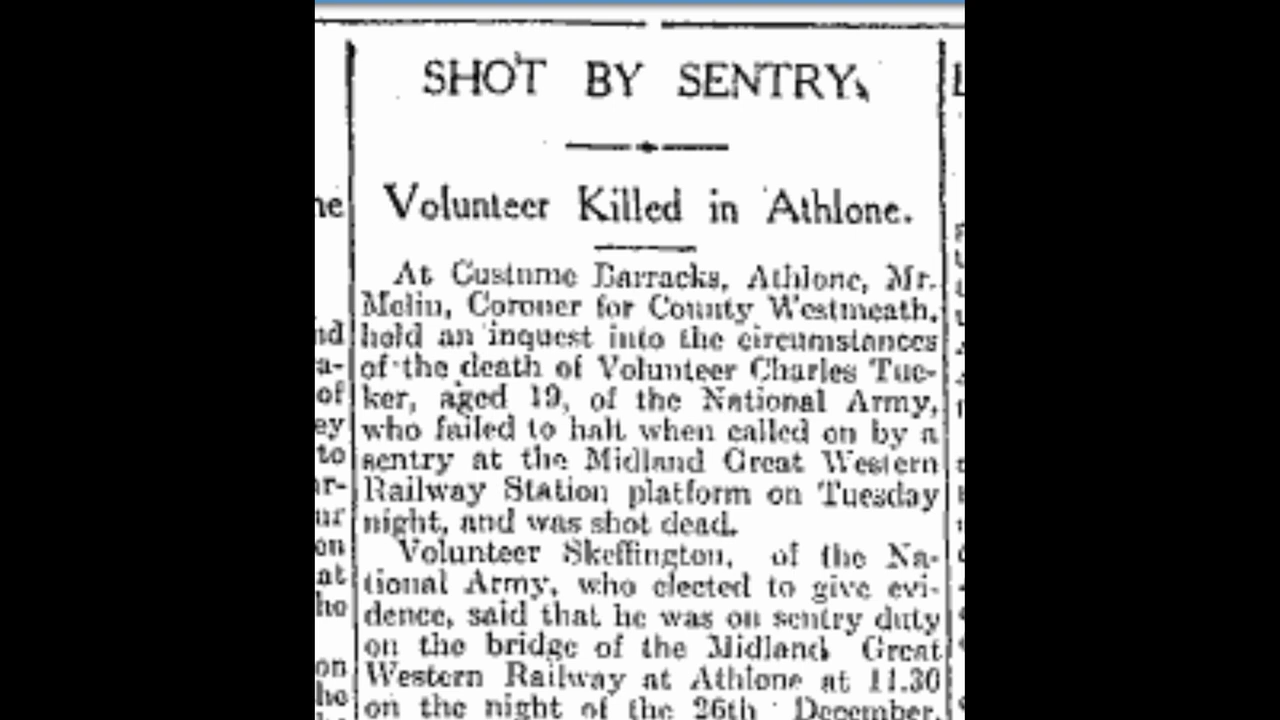 SHOT BY SENTRY.
Volunteer Killed in Athlone.
At Custume Barracks, Athlone, Mr.
Coroner for County Westmeath,
held an inquest into the circumstances
of the death of Volunteer Charles Tuc-
ker, aged 19, of the National Army,
who failed to halt when called on by a
sentry at the Midland Great Western
Railway Station platform on Tuesday
night, and was shot dead.
Volunteer Skeffington, of the Na-
tional Army, who elected to give evi-
dence, said that he was on sentry duty
on the bridge of the Midland Great
Western Railway at Athlone at 11.30
on the night of the 26th December.